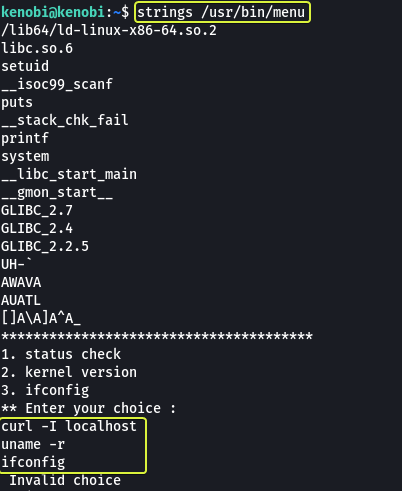 kenobi@kenobi:~$ strings /usr/bin/menu
/lib64/ld-linux-x86-64.so.2
libc.so.6
setuid
__isoc99_scanf
puts
__stack_chk_fail
printf
system
__libc_start_main
__gmon_start__
GLIBC_2.7
GLIBC_2.4
GLIBC_2.2.5
UH-`
AWAVA
AUATL
[]A\A]A^A_
***************************************
1. status check
2. kernel version
3. ifconfig
** Enter your choice :
curl -I localhost
uname -r
ifconfig
 Invalid choice